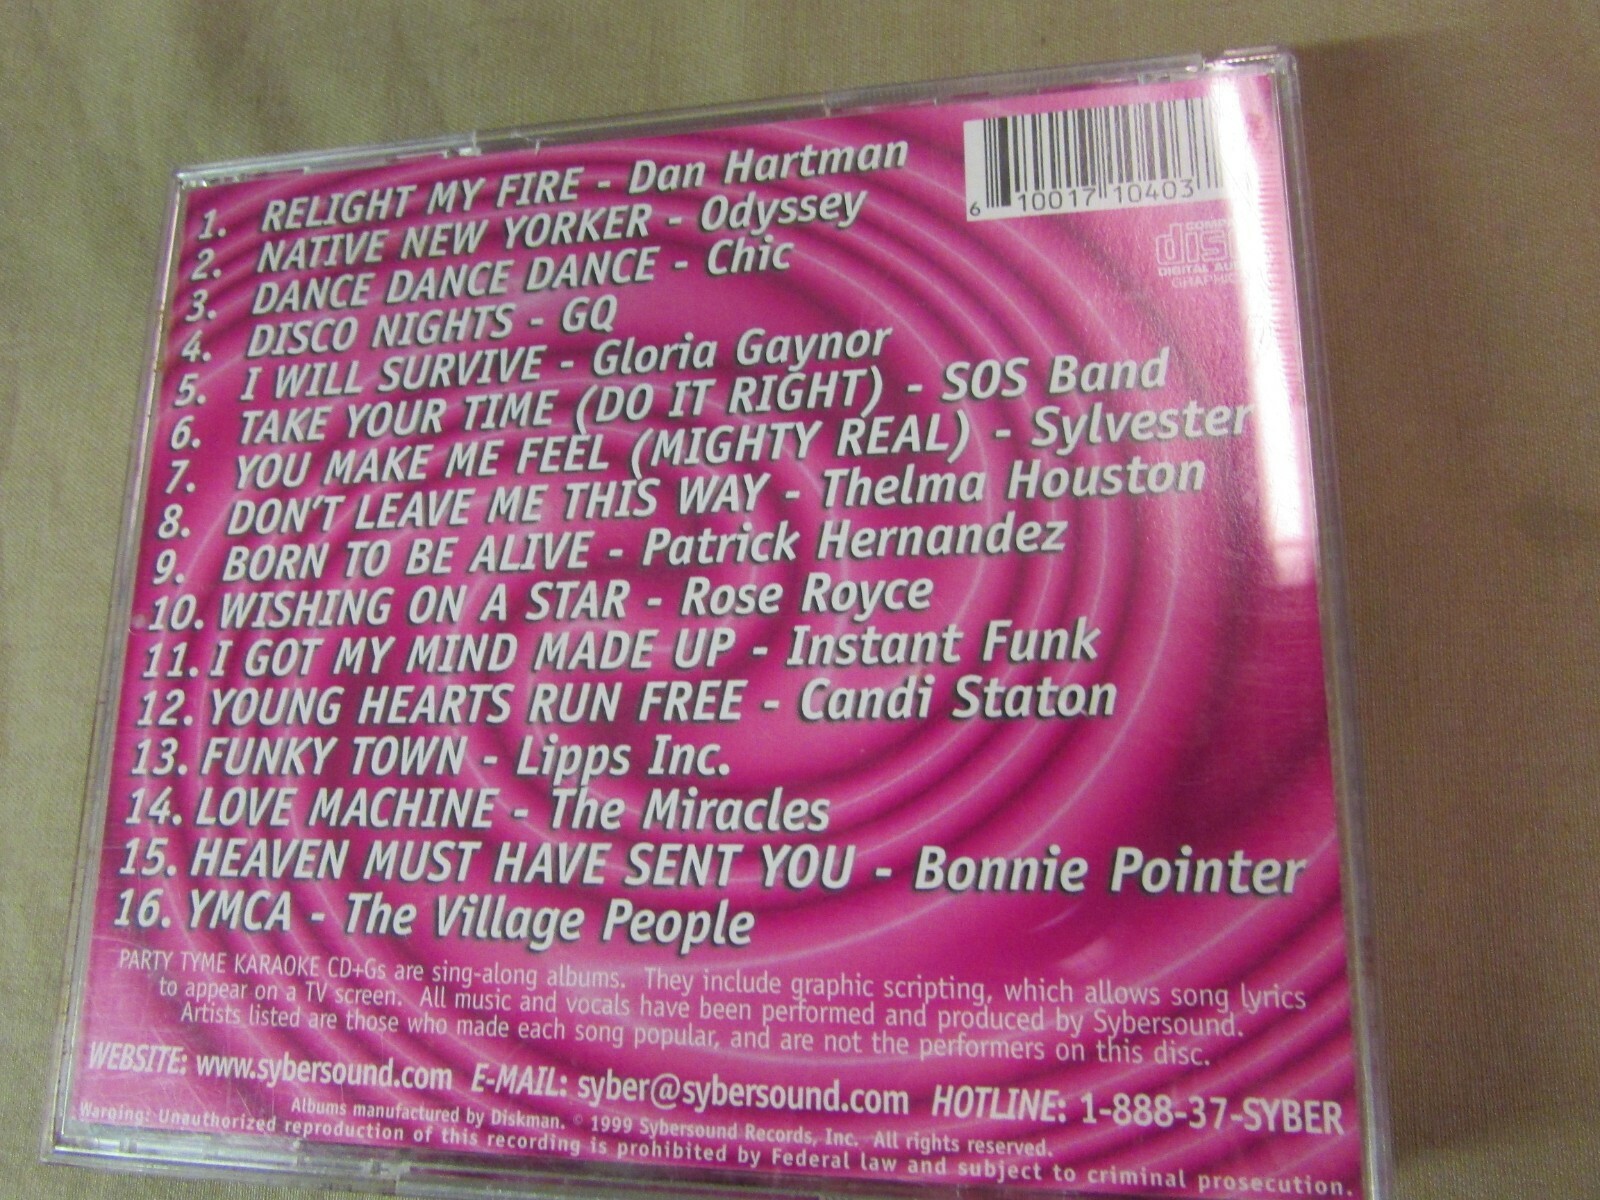 1. RELIGHT MY FIRE - Dan Hartman
2. NATIVE NEW YORKER - Odyssey
3. DANCE DANCE DANCE - Chic
4. DISCO NIGHTS - GQ
5. I WILL SURVIVE - Gloria Gaynor
6. TAKE YOUR TIME (DO IT RIGHT) - SOS Band
7. YOU MAKE ME FEEL (MIGHTY REAL) - Sylvester
8. DON'T LEAVE ME THIS WAY - Thelma Houston
9. BORN TO BE ALIVE - Patrick Hernandez
10. WISHING ON A STAR - Rose Royce
11. I GOT MY MIND MADE UP - Instant Funk
12. YOUNG HEARTS RUN FREE - Candi Staton
13. FUNKY TOWN - Lipps Inc.
14. LOVE MACHINE - The Miracles
15. HEAVEN MUST HAVE SENT YOU - Bonnie Pointer
16. YMCA - The Village People
6 10017 10403
DIGITAL
PARTY TYME KARAOKE CD+Gs are sing-along albums. They include graphic scripting, which allows song lyrics
to appear on a TV screen. All music and vocals have been performed and produced by Sybersound.
Artists listed are those who made each song popular, and are not the performers on this disc.
WEBSITE: www.sybersound.com E-MAIL: syber@sybersound.com HOTLINE: 1-888-37-SYBER
Albums manufactured by Diskman. © 1999 Sybersound Records, Inc. All rights reserved.
Warning: Unauthorized reproduction of this recording is prohibited by Federal law and subject to criminal prosecution.